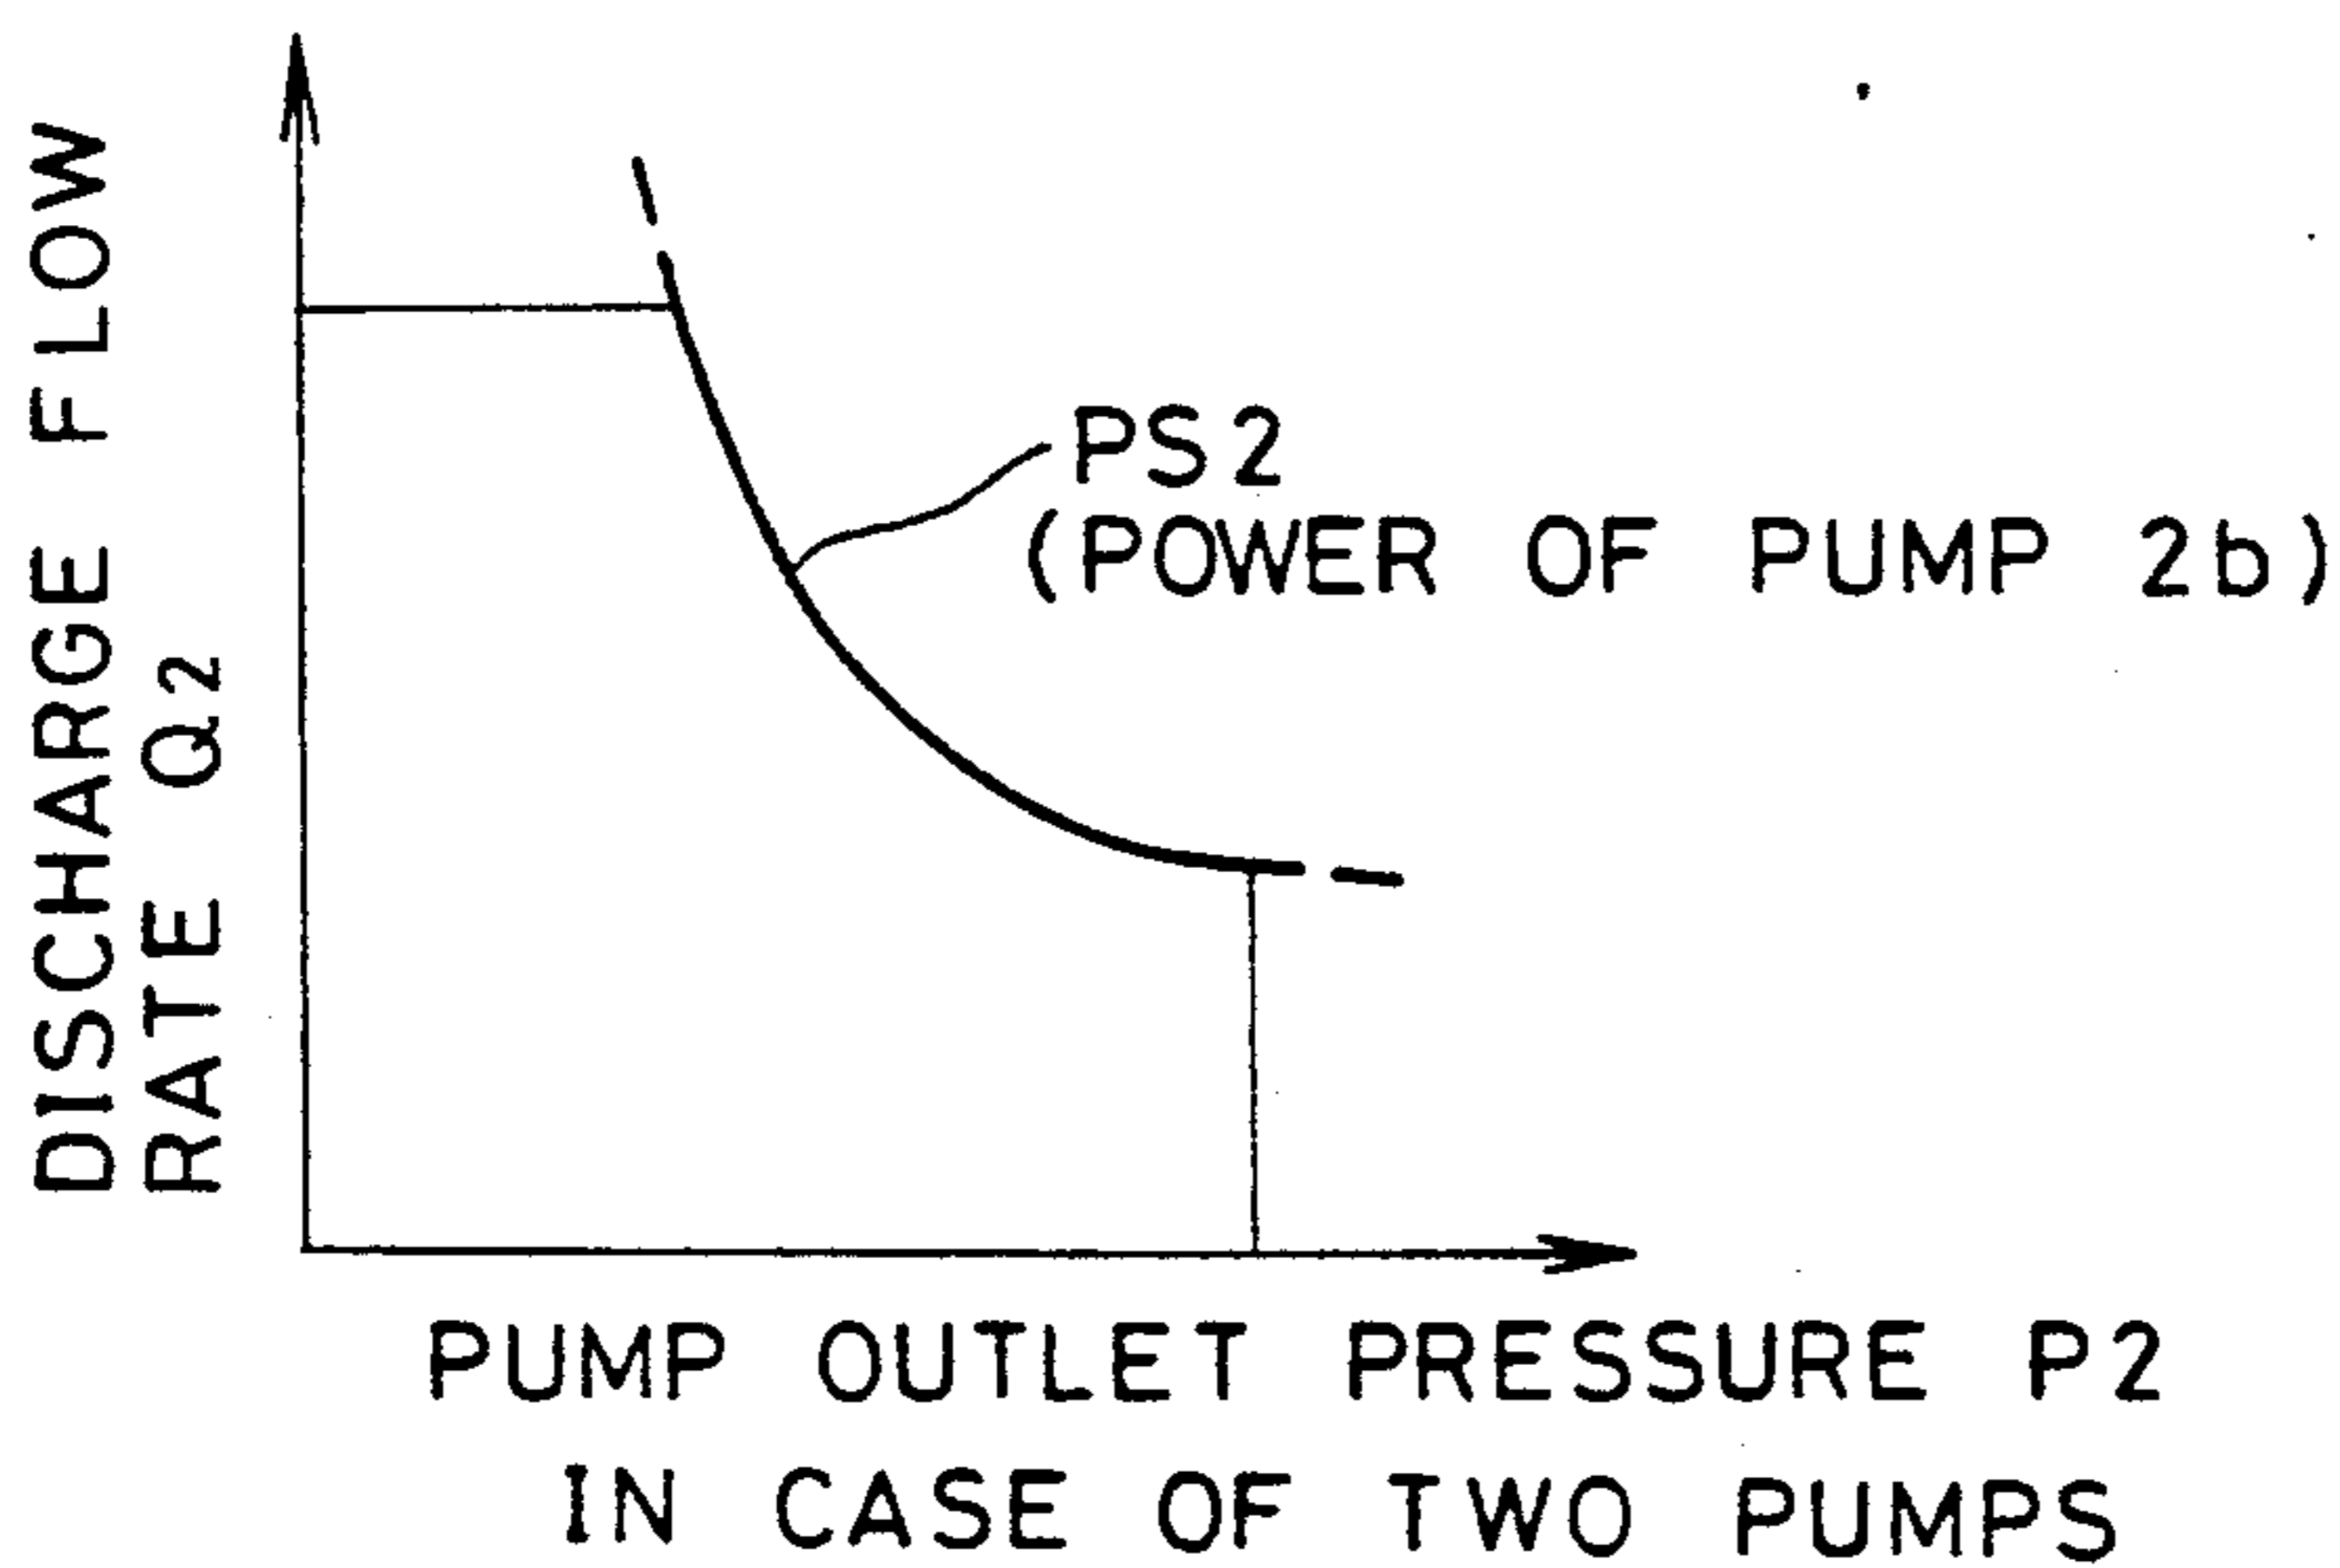 DISCHARGE FLOW
RATE Q2
PS2
(POWER OF PUMP 2b)
PUMP OUTLET PRESSURE P2
IN CASE OF TWO PUMPS